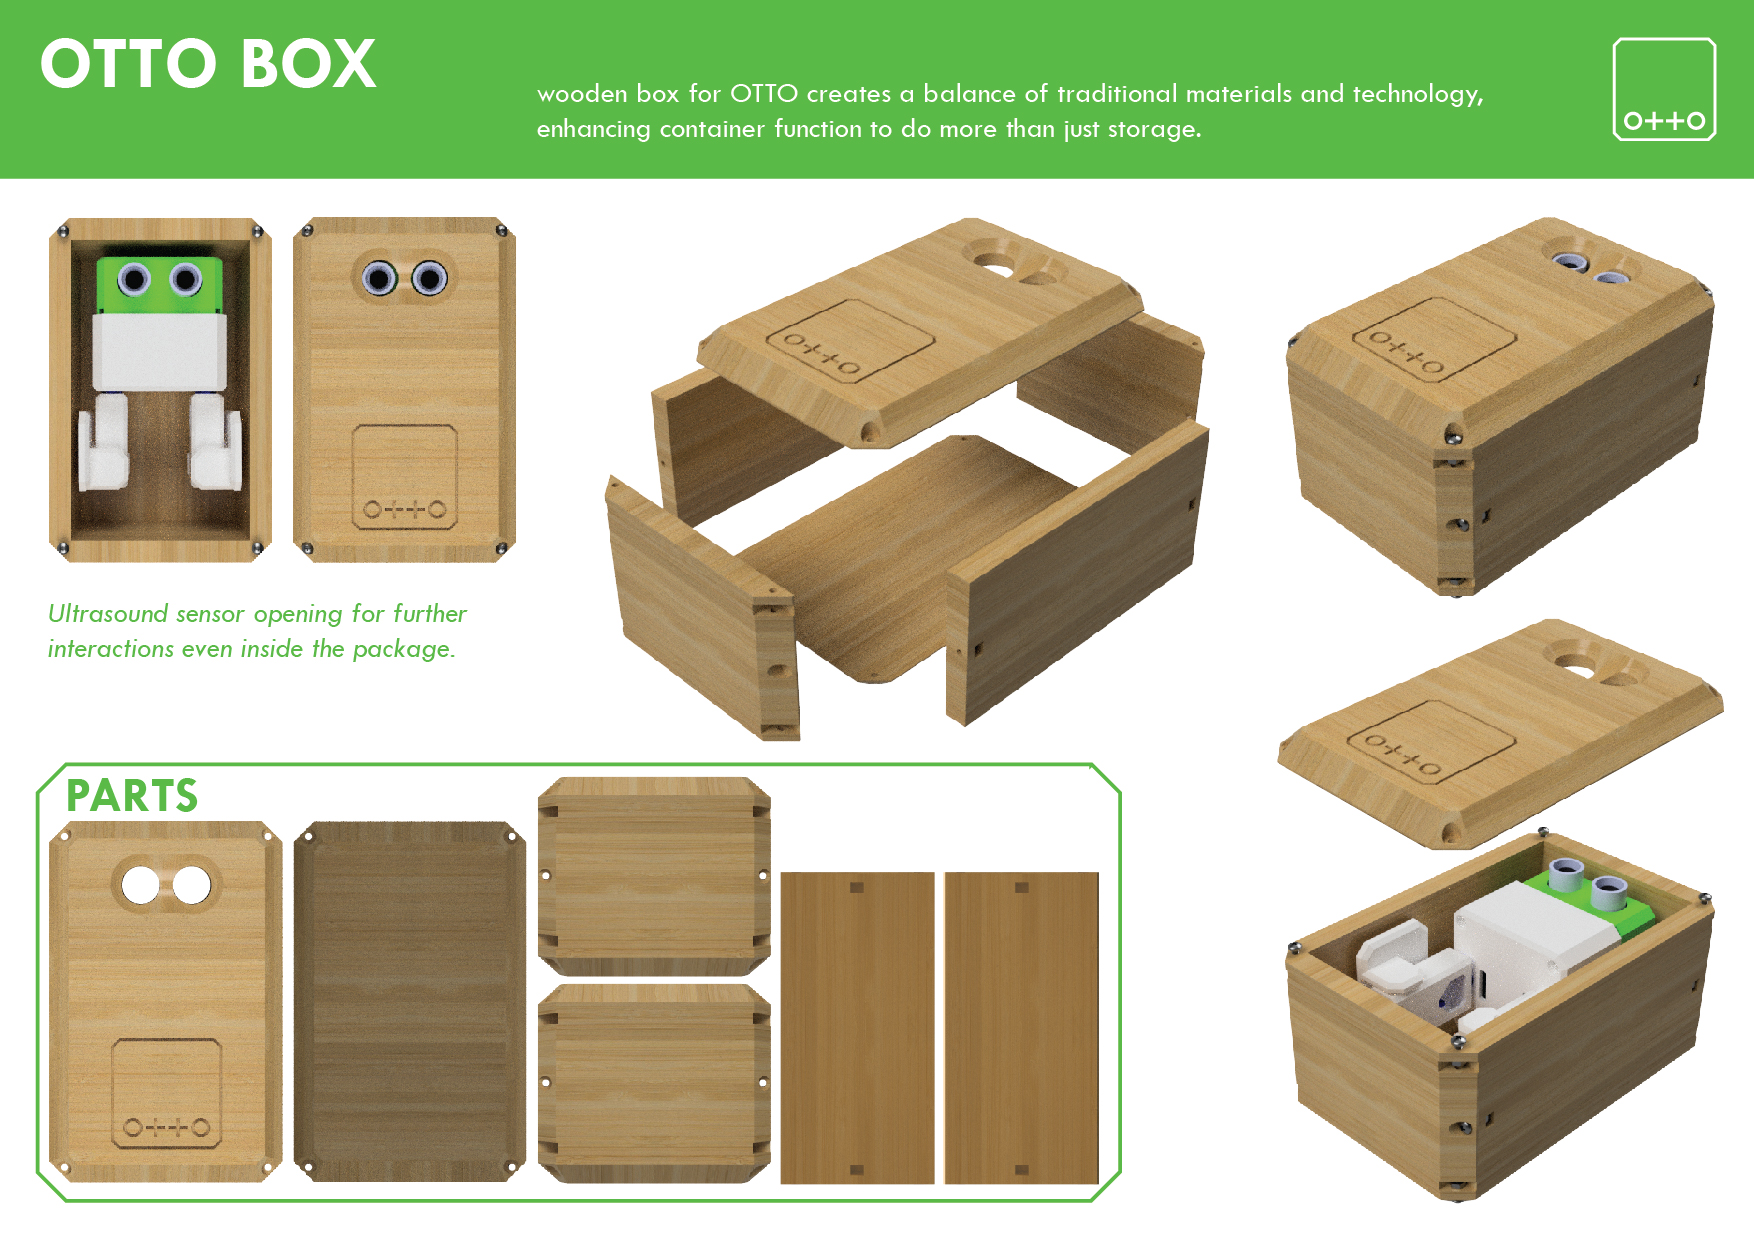 OTTO BOX
wooden box for OTTO creates a balance of traditional materials and technology,
enhancing container function to do more than just storage.
o++o
o++o
o++o
o++o
Ultrasound sensor opening for further
interactions even inside the package.
o++o
PARTS
o++o